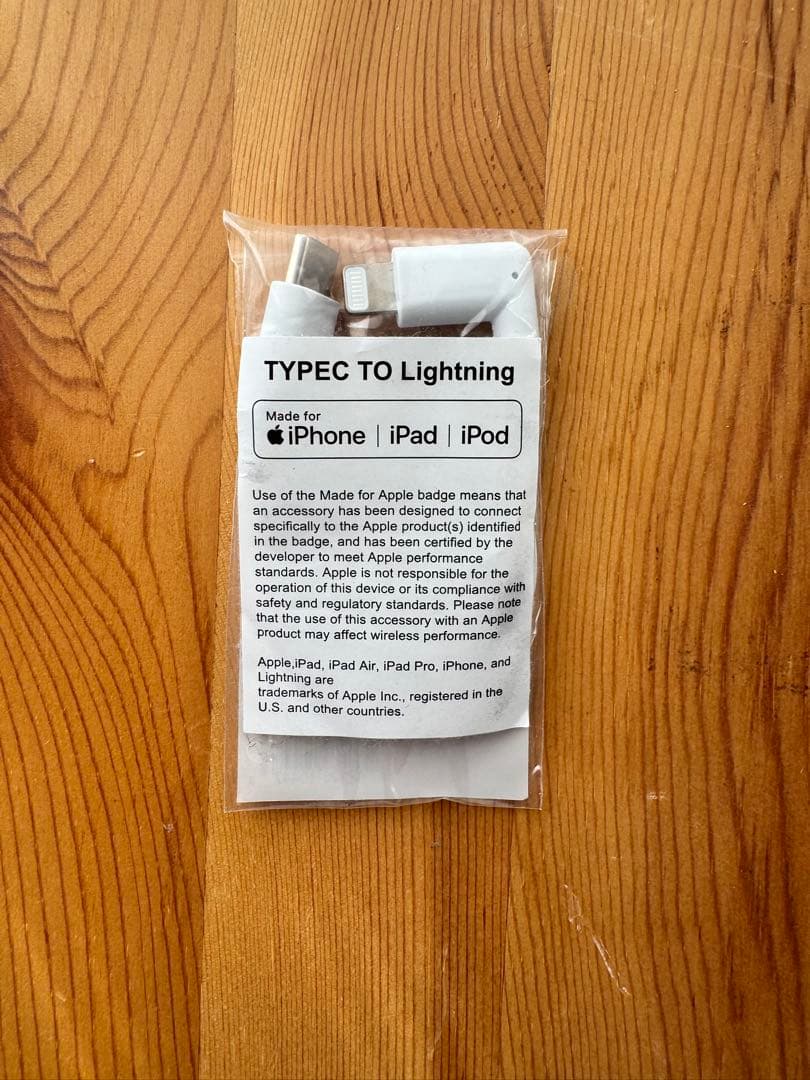 TYPEC TO Lightning
Made for
iPhone | iPad | iPod
Use of the Made for Apple badge means that
an accessory has been designed to connect
specifically to the Apple product(s) identified
in the badge, and has been certified by the
developer to meet Apple performance
standards. Apple is not responsible for the
operation of this device or its compliance with
safety and regulatory standards. Please note
that the use of this accessory with an Apple
product may affect wireless performance.
Apple,iPad, iPad Air, iPad Pro, iPhone, and
Lightning are
trademarks of Apple Inc., registered in the
U.S. and other countries.